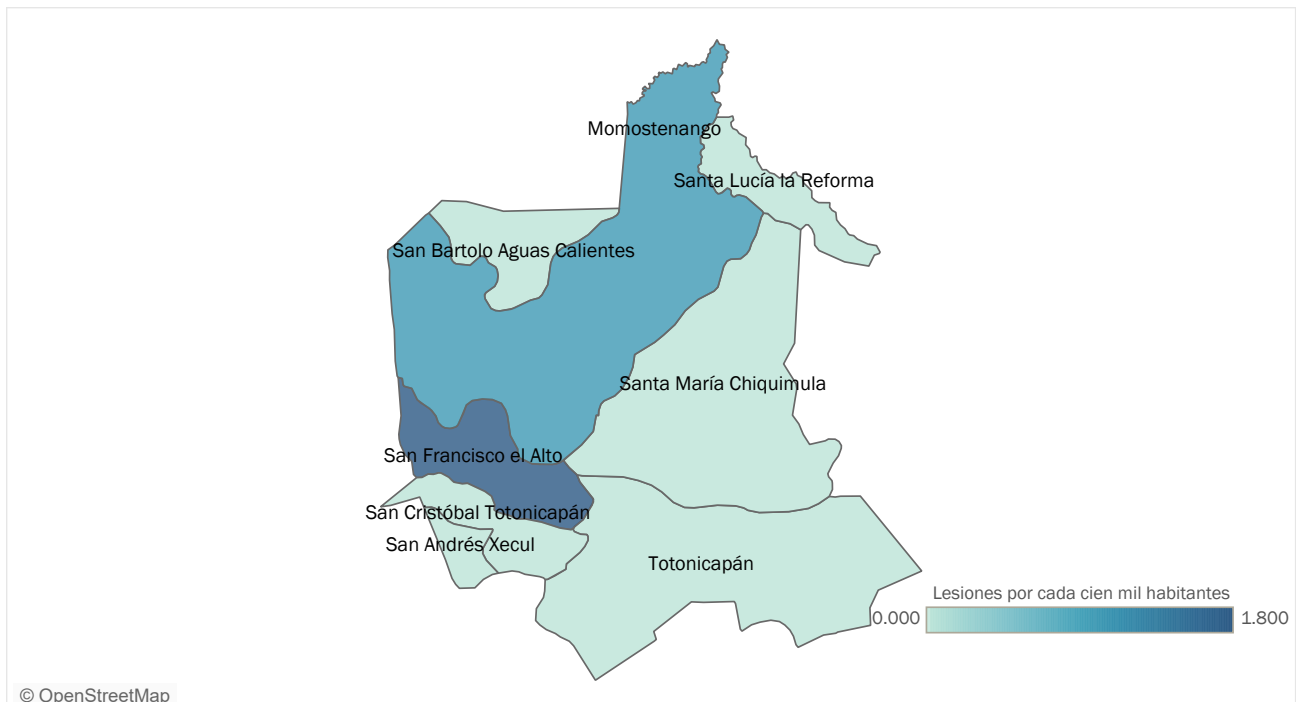 Momostenango
Santa Lucía la Reforma
San Bartolo Aguas Calientes
Santa María Chiquimula
San Francisco el Alto
San Cristóbal Totonicapán
San Andrés Xecul
Totonicapán
Lesiones por cada cien mil habitantes
0.000
1.800
© OpenStreetMap